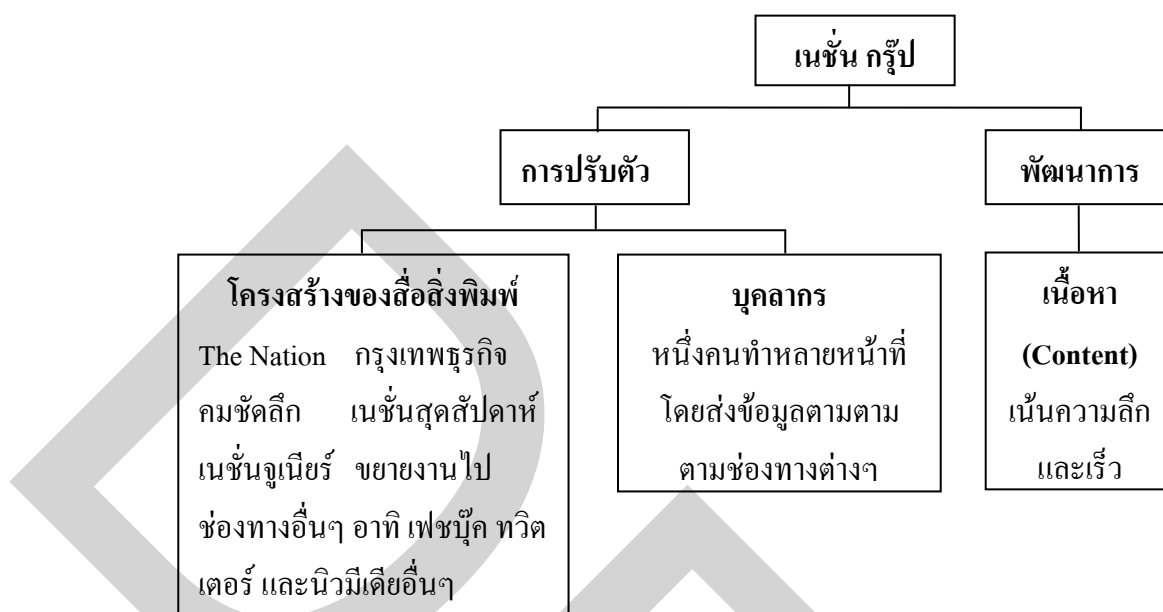 เนชั่น กรุ๊ป
การปรับตัว
พัฒนาการ
โครงสร้างของสื่อสิ่งพิมพ์
The Nation กรุงเทพธุรกิจ
คมชัดลึก เนชั่นสุดสัปดาห์
เนชั่นจูเนียร์ ขยายงานไป
ช่องทางอื่นๆ อาทิ เฟชบุ๊ค ทวิต
เตอร์ และนิวมีเดียอื่นๆ
บุคลากร
หนึ่งคนทำหลายหน้าที่
โดยส่งข้อมูลตามตาม
ตามช่องทางต่างๆ
เนื้อหา
(Content)
เน้นความลึก
และเร็ว